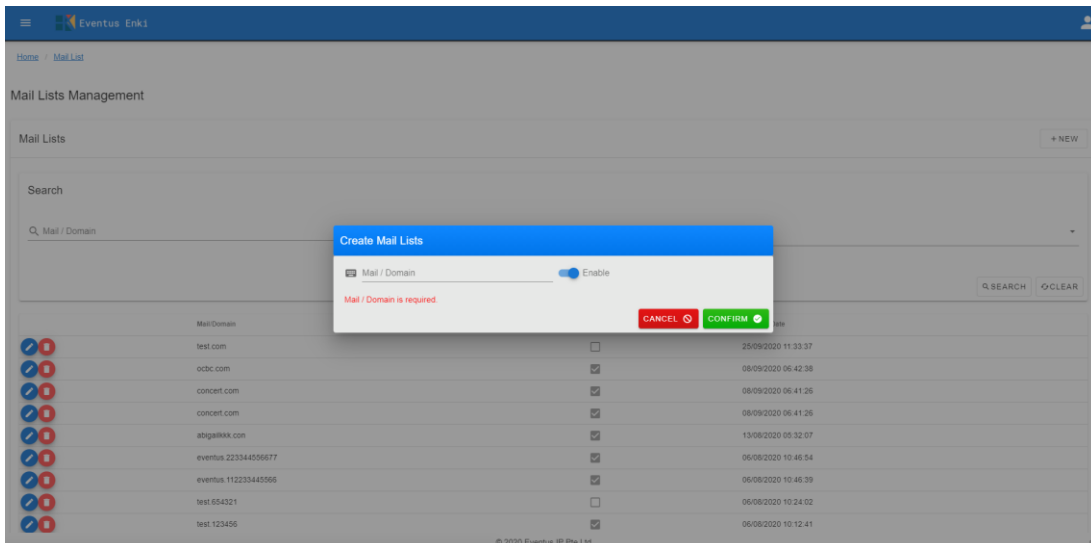 Eventus Enki
Home / Mail List
Mail Lists Management
Mail Lists
+ NEW
Search
Mail / Domain
Create Mail Lists
Mail / Domain
Enable
Mail / Domain is required.
CANCEL
CONFIRM
SEARCH
CLEAR
Mail/Domain
test.com 25/09/2020 11:33:37
ocbc.com 08/09/2020 06:42:38
concert.com 08/09/2020 06:41:26
concert.com 08/09/2020 06:41:26
abigailkkk.con 13/08/2020 05:32:07
eventus.223344556677 06/08/2020 10:46:54
eventus.112233445566 06/08/2020 10:46:39
test.654321 06/08/2020 10:24:02
test.123456 06/08/2020 10:12:41
© 2020 Eventus IP Pte Ltd